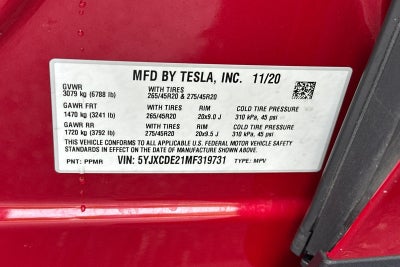 MFD BY TESLA, INC. 11/20
GVWR WITH TIRES
3079 kg (6788 lb) 265/45R20 & 275/45R20
GAWR FRT WITH TIRES RIM COLD TIRE PRESSURE
1470 kg (3241 lb) 265/45R20 20x9.0 J 310 kPa, 45 psi
GAWR RR WITH TIRES RIM COLD TIRE PRESSURE
1720 kg (3792 lb) 275/45R20 20x9.5 J 310 kPa, 45 psi
THIS VEHICLE CONFORMS TO ALL APPLICABLE U.S. FEDERAL MOTOR VEHICLE SAFETY
STANDARDS IN EFFECT ON THE DATE OF MANUFACTURE SHOWN ABOVE.
PNT: PPMR VIN: 5YJXCDE21MF319731 TYPE: MPV